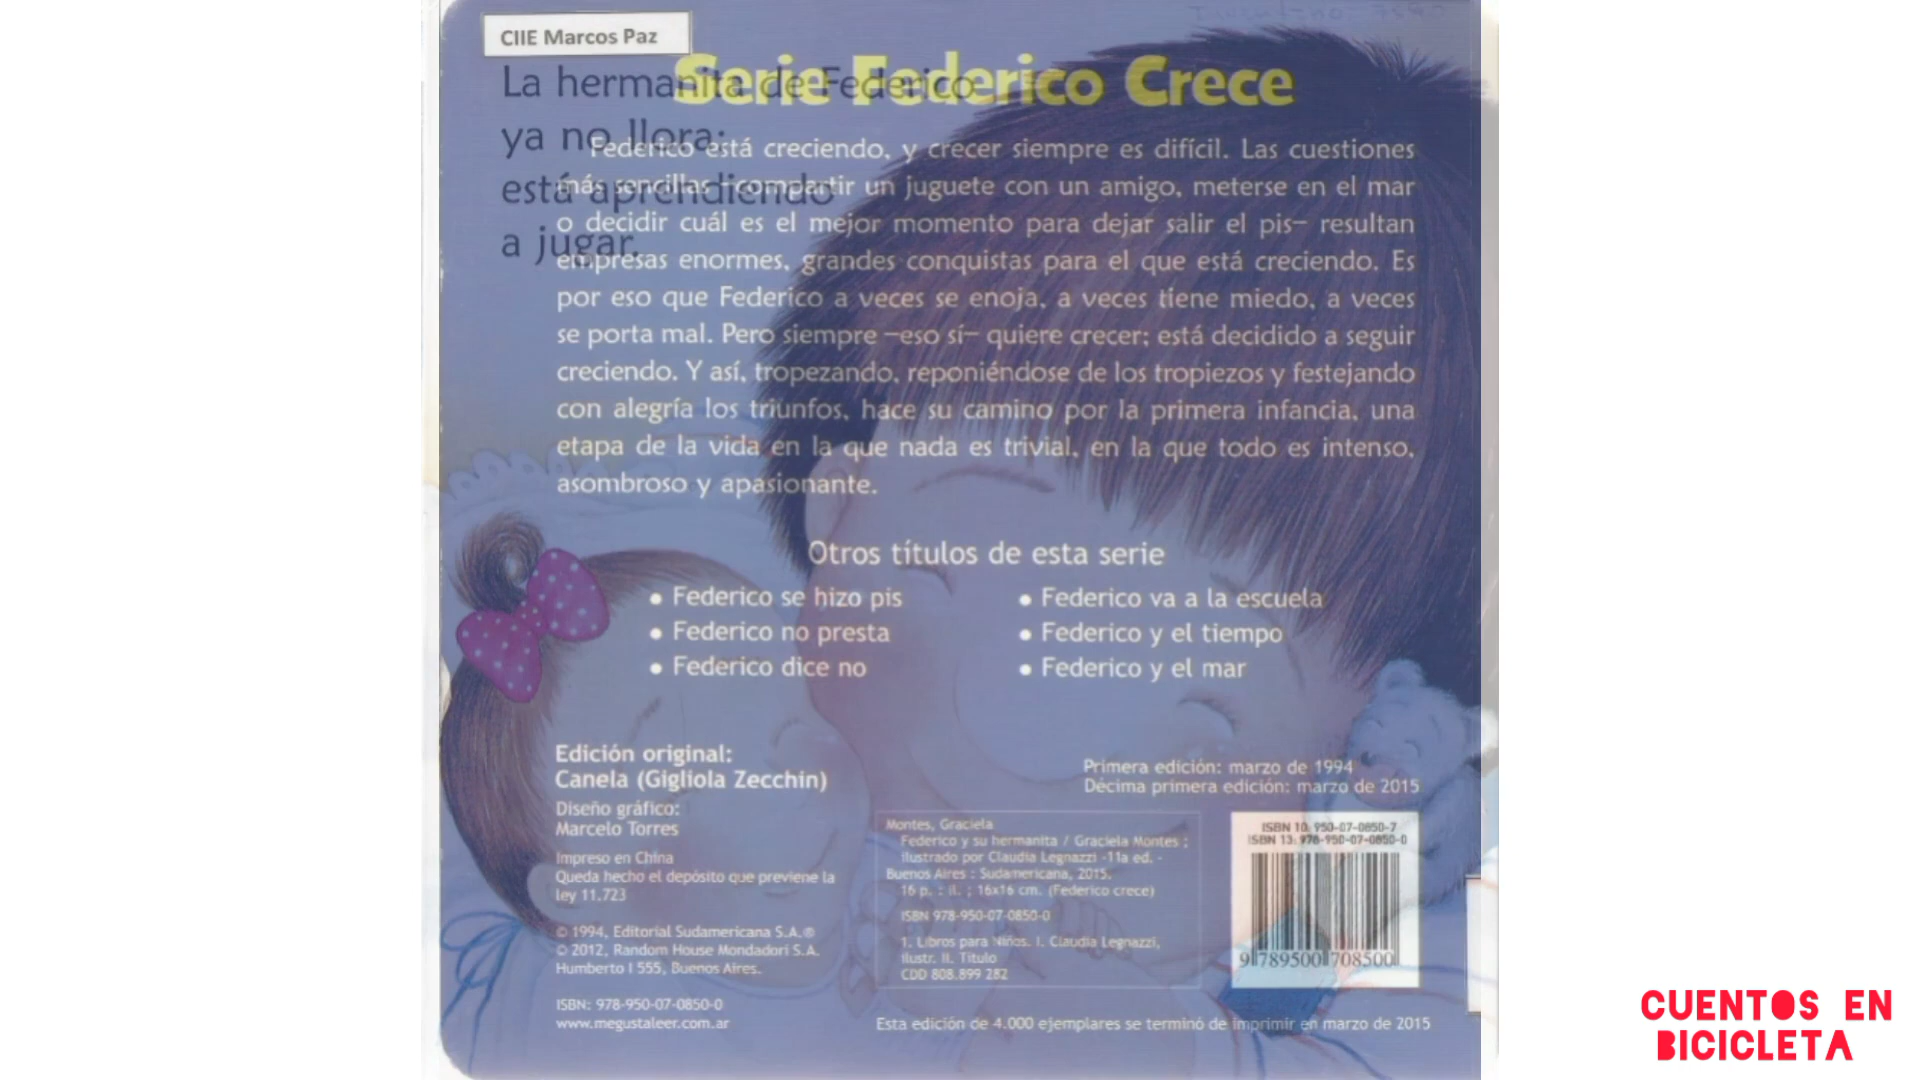 CIIE Marcos Paz
La hermanita de Federico
ya no llora:
está aprendiendo
a jugar.
Serie Federico Crece
Federico está creciendo, y crecer siempre es difícil. Las cuestiones
más sencillas –compartir un juguete con un amigo, meterse en el mar
o decidir cuál es el mejor momento para dejar salir el pis– resultan
empresas enormes, grandes conquistas para el que está creciendo. Es
por eso que Federico a veces se enoja, a veces tiene miedo, a veces
se porta mal. Pero siempre –eso sí– quiere crecer; está decidido a seguir
creciendo. Y así, tropezando, reponiéndose de los tropiezos y festejando
con alegría los triunfos, hace su camino por la primera infancia, una
etapa de la vida en la que nada es trivial, en la que todo es intenso,
asombroso y apasionante.
Otros títulos de esta serie
• Federico se hizo pis
• Federico no presta
• Federico dice no
• Federico va a la escuela
• Federico y el tiempo
• Federico y el mar
Edición original:
Canela (Gigliola Zecchin)
Diseño gráfico:
Marcelo Torres
Impreso en China
Queda hecho el depósito que previene la
ley 11.723
© 1994, Editorial Sudamericana S.A.®
© 2012, Random House Mondadori S.A.
Humberto I 555, Buenos Aires.
ISBN: 978-950-07-0850-0
www.megustaleer.com.ar
Primera edición: marzo de 1994
Décima primera edición: marzo de 2015
Montes, Graciela
Federico y su hermanita / Graciela Montes ;
ilustrado por Claudia Legnazzi -11a ed. -
Buenos Aires : Sudamericana, 2015.
16 p. : il. ; 16x16 cm. (Federico crece)
ISBN 978-950-07-0850-0
1. Libros para Niños. I. Claudia Legnazzi,
ilustr. II. Título
CDD 808.899 282
ISBN 10: 950-07-0850-7
ISBN 13: 978-950-07-0850-0
9 789500 708500
Esta edición de 4.000 ejemplares se terminó de imprimir en marzo de 2015
CUENTOS EN
BICICLETA